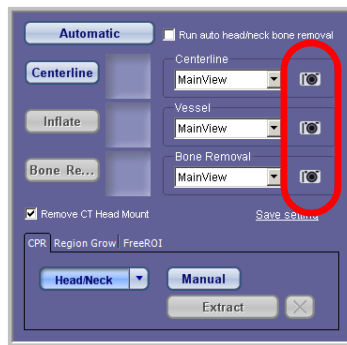 Automatic
Run auto head/neck bone removal
Centerline
Centerline
MainView
Vessel
Inflate
MainView
Bone Removal
Bone Re...
MainView
Remove CT Head Mount
Save setting
CPR Region Grow FreeROI
Head/Neck
Manual
Extract